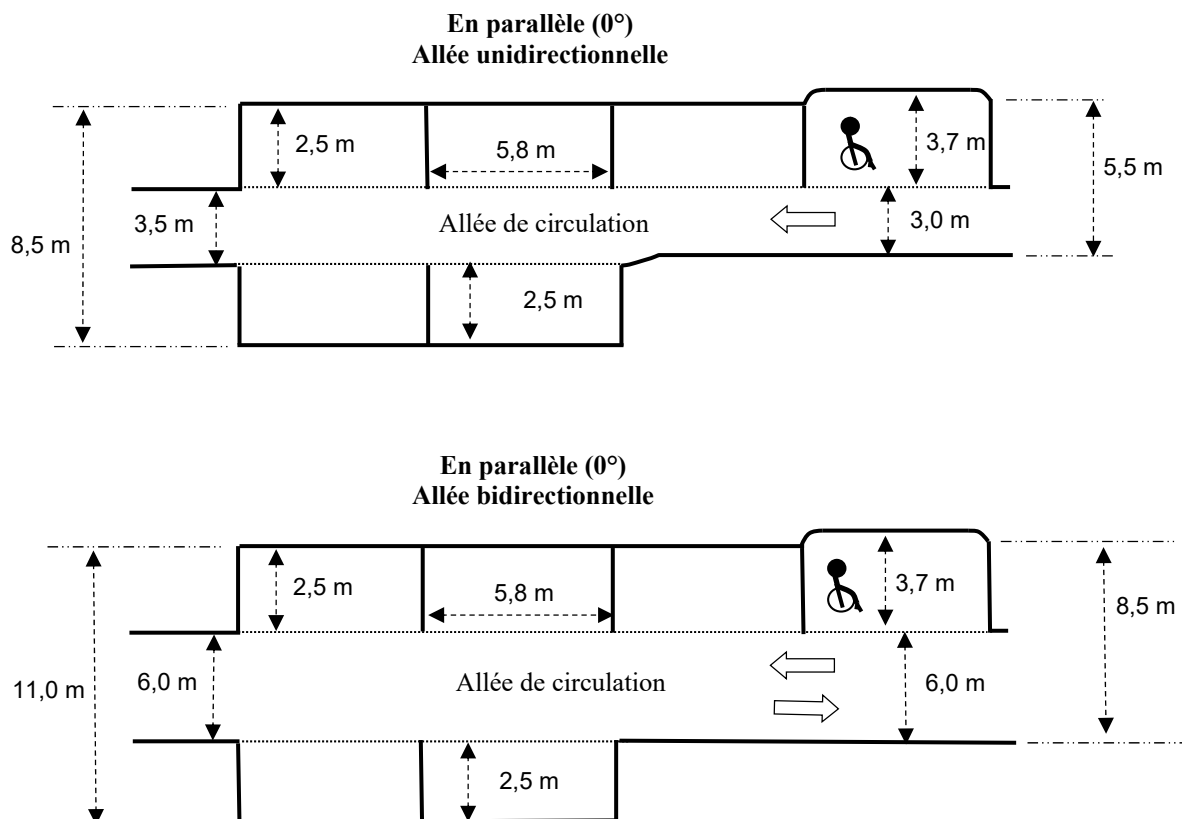 En parallèle (0°)
Allée unidirectionnelle
2,5 m
5,8 m
3,7 m
5,5 m
3,5 m
Allée de circulation
3,0 m
8,5 m
2,5 m
En parallèle (0°)
Allée bidirectionnelle
2,5 m
5,8 m
3,7 m
8,5 m
11,0 m
6,0 m
Allée de circulation
6,0 m
2,5 m